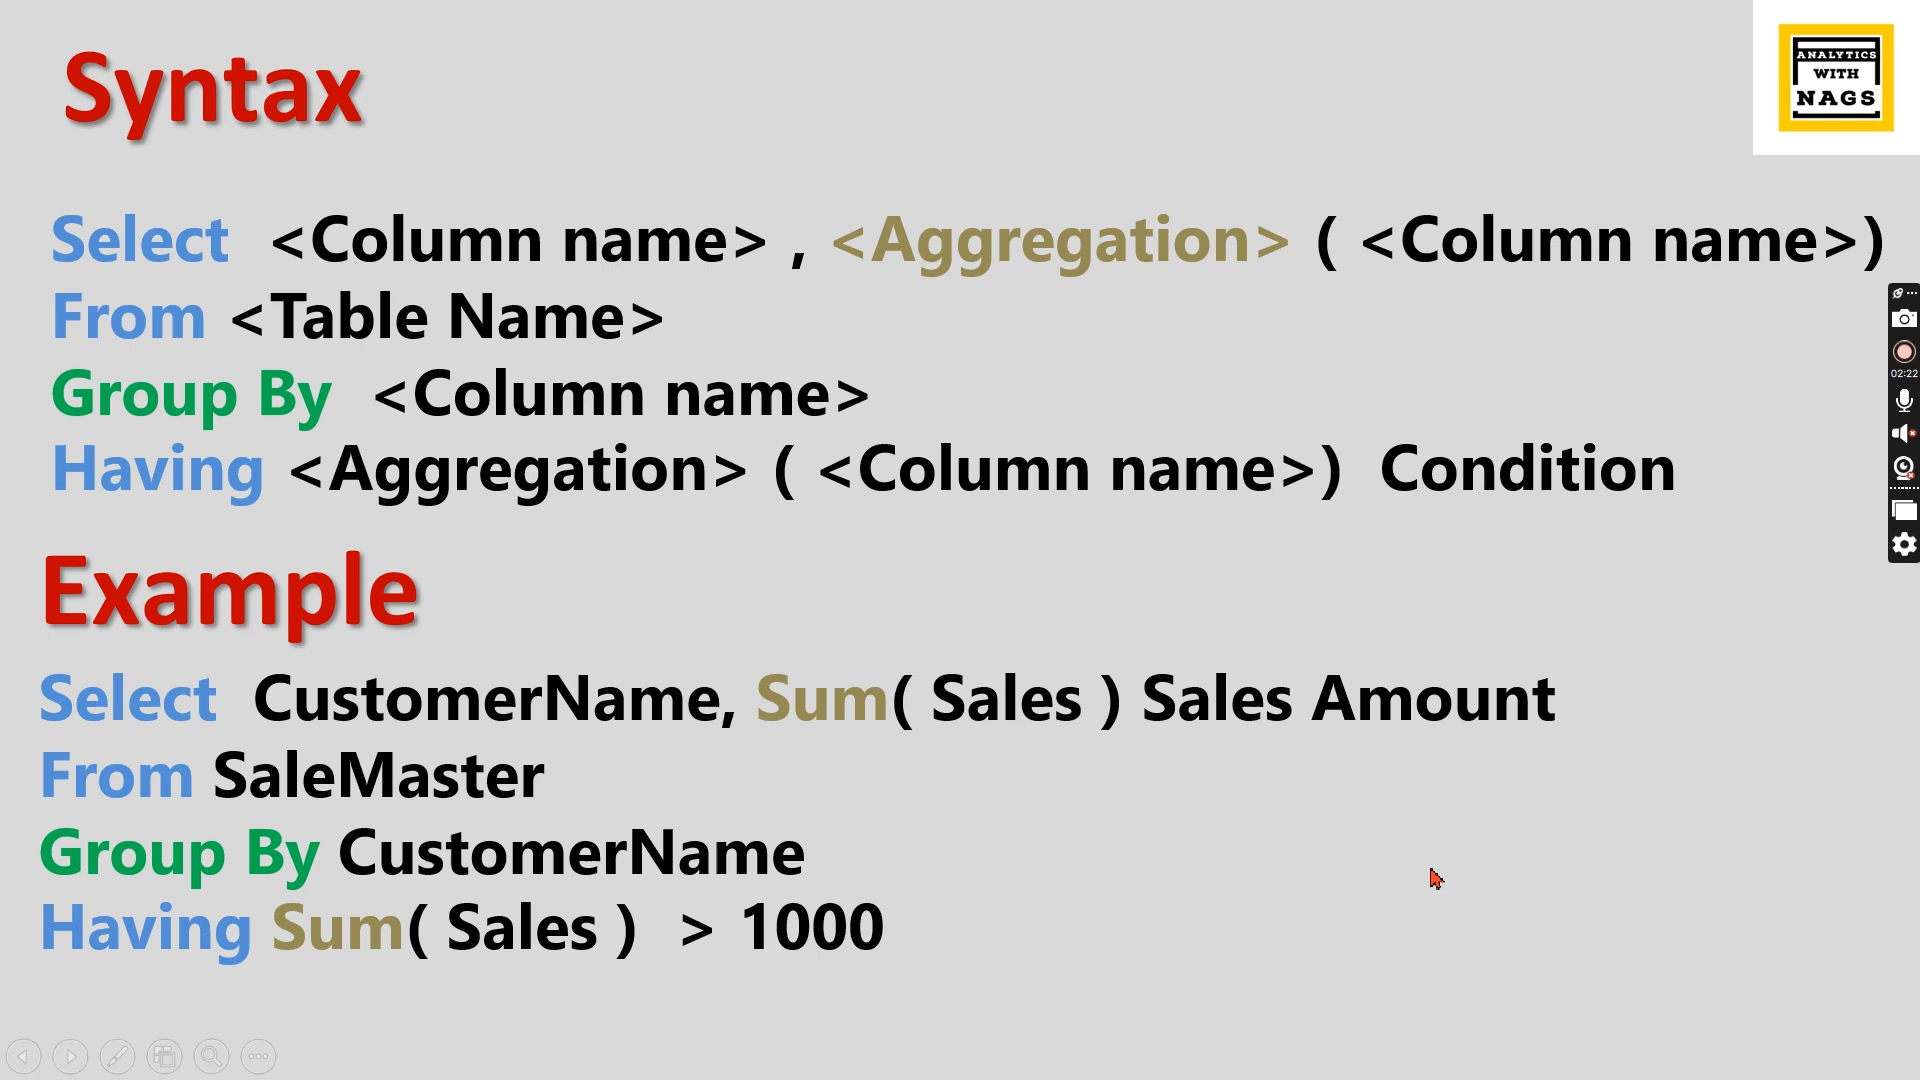 Syntax
ANALYTICS
WITH
NAGS
Select <Column name> , <Aggregation> ( <Column name>)
From <Table Name>
Group By <Column name>
Having <Aggregation> ( <Column name>) Condition
02:22
Example
Select CustomerName, Sum( Sales ) Sales Amount
From SaleMaster
Group By CustomerName
Having Sum( Sales ) > 1000